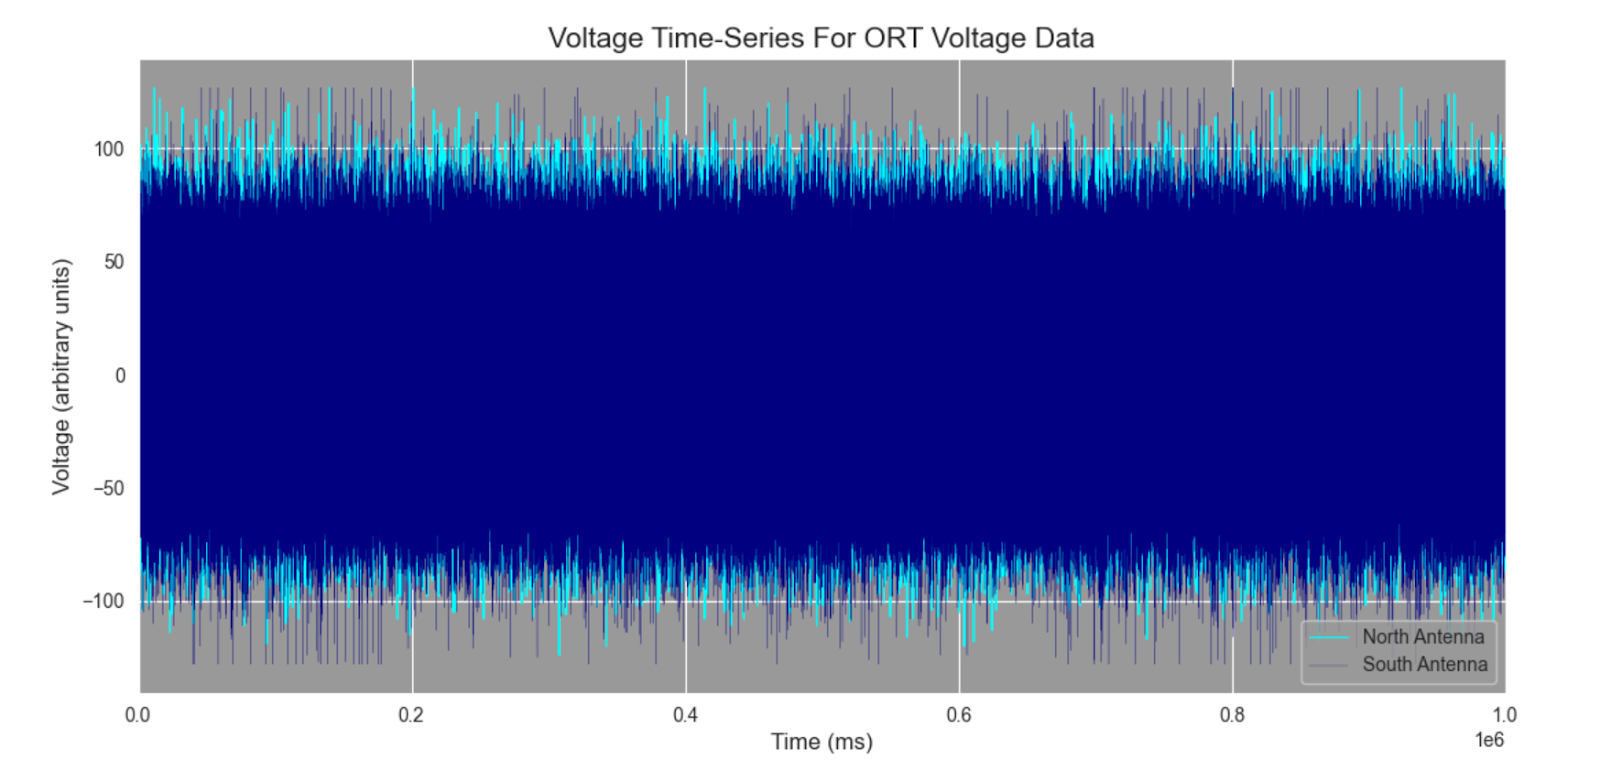 Voltage Time-Series For ORT Voltage Data
Voltage (arbitrary units)
100
50
0
−50
−100
North Antenna
South Antenna
0.0 0.2 0.4 0.6 0.8 1.0
Time (ms)
1e6